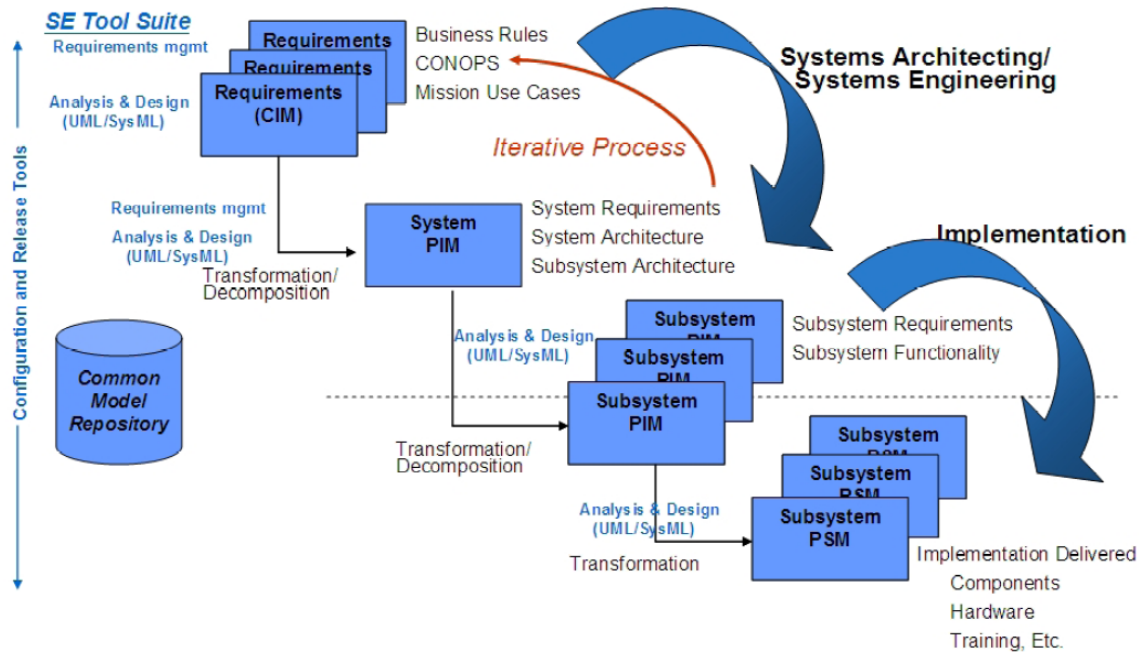 SE Tool Suite
Requirements mgmt
Analysis & Design
(UML/SysML)
Configuration and Release Tools
Requirements
Requirements
Requirements
(CIM)
Business Rules
CONOPS
Mission Use Cases
Iterative Process
Systems Architecting/
Systems Engineering
Requirements mgmt
Analysis & Design
(UML/SysML)
Transformation/
Decomposition
System
PIM
System Requirements
System Architecture
Subsystem Architecture
Implementation
Common
Model
Repository
Analysis & Design
(UML/SysML)
Transformation/
Decomposition
Subsystem
PIM
Subsystem
PIM
Subsystem
PIM
Subsystem Requirements
Subsystem Functionality
Analysis & Design
(UML/SysML)
Transformation
Subsystem
Subsystem
Subsystem
PSM
Implementation Delivered
Components
Hardware
Training, Etc.